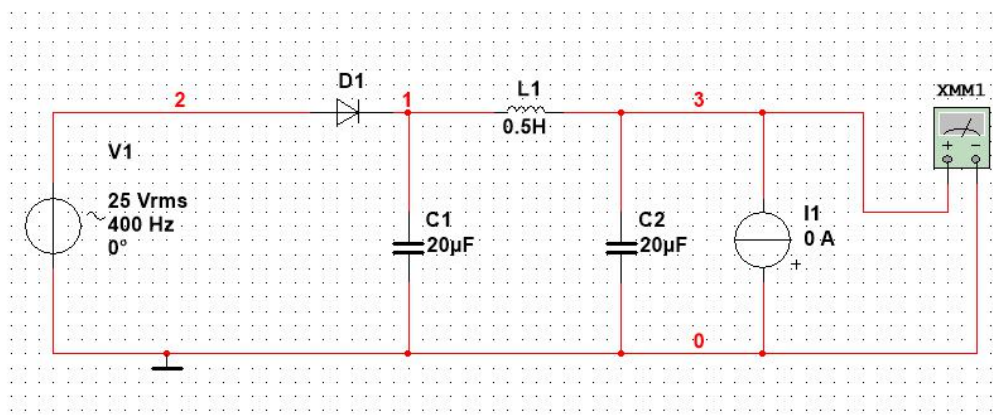 D1
2
1
L1
0.5H
3
XMM1
+ −
V1
25 Vrms
400 Hz
0°
C1
20µF
C2
20µF
I1
0 A
+
0